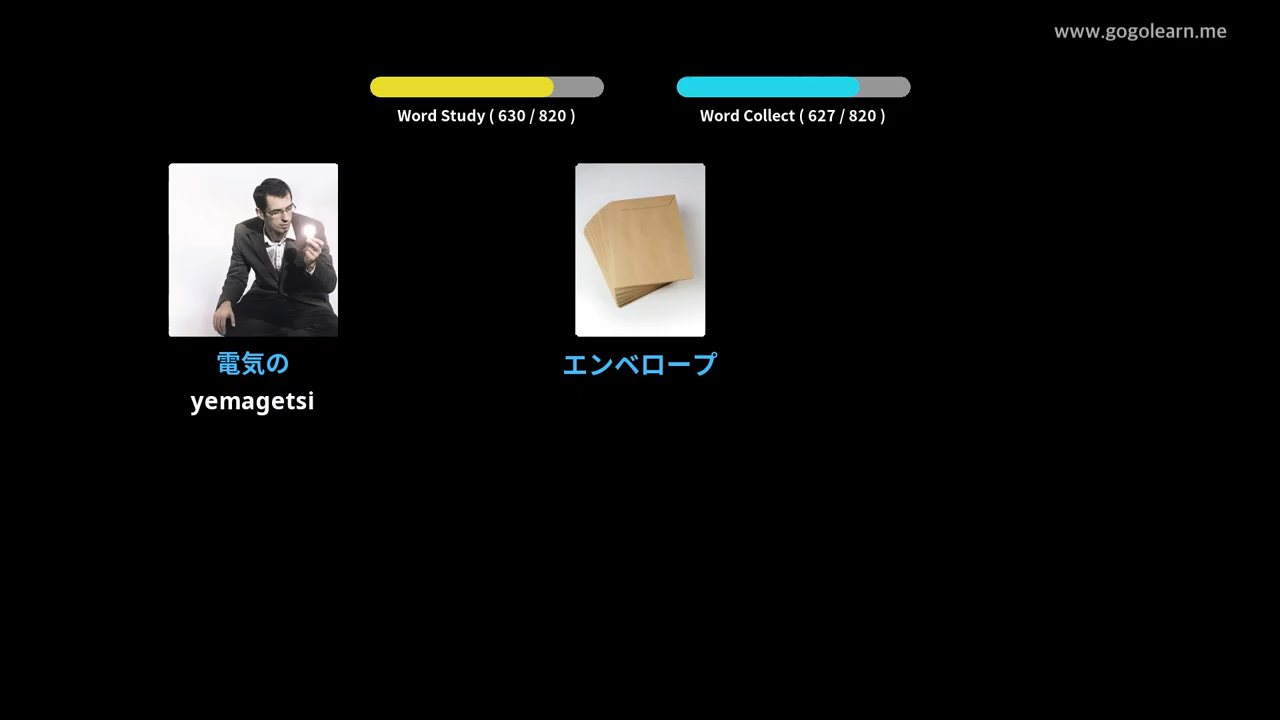 www.gogolearn.me
Word Study ( 630 / 820 )
Word Collect ( 627 / 820 )
電気の
yemagetsi
エンベロープ